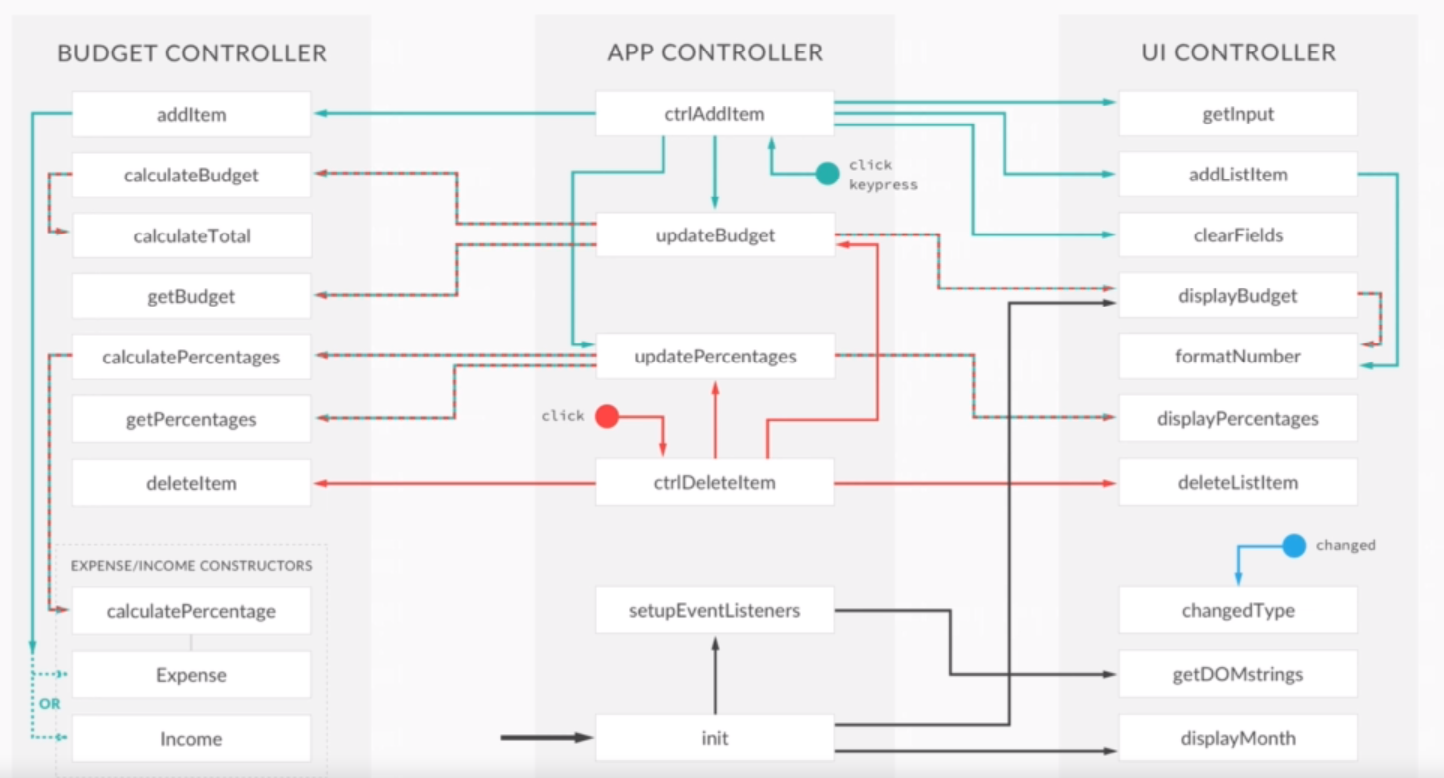 BUDGET CONTROLLER
addItem
calculateBudget
calculateTotal
getBudget
calculatePercentages
getPercentages
deleteItem
EXPENSE/INCOME CONSTRUCTORS
calculatePercentage
Expense
OR
Income
APP CONTROLLER
ctrlAddItem
click
keypress
updateBudget
updatePercentages
click
ctrlDeleteItem
setupEventListeners
init
UI CONTROLLER
getInput
addListItem
clearFields
displayBudget
formatNumber
displayPercentages
deleteListItem
changed
changedType
getDOMstrings
displayMonth